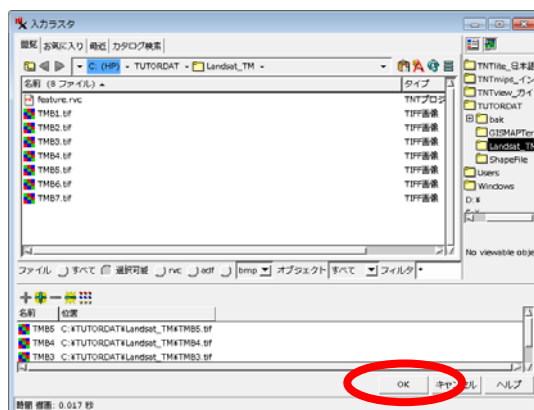 入力ラスタ
閲覧 お気に入り 最近 カタログ検索
C: (HP) TUTORDAT Landsat_TM
名前 (8 ファイル) タイプ
feature.rvc TNTプロジ
TMB1.tif TIFF画像
TMB2.tif TIFF画像
TMB3.tif TIFF画像
TMB4.tif TIFF画像
TMB5.tif TIFF画像
TMB6.tif TIFF画像
TMB7.tif TIFF画像
ファイル すべて 選択可能 rvc adf bmp オブジェクト すべて フィルタ *
名前 位置
TMB5 C:¥TUTORDAT¥Landsat_TM¥TMB5.tif
TMB4 C:¥TUTORDAT¥Landsat_TM¥TMB4.tif
TMB3 C:¥TUTORDAT¥Landsat_TM¥TMB3.tif
OK キャンセル ヘルプ
時間 描画: 0.017 秒
TNTlite_日本語
TNTmips_イン
TNTview_ガイ
TUTORDAT
bak
GISMAPTer
Landsat_TM
ShapeFile
Users
Windows
D:¥
No viewable obje